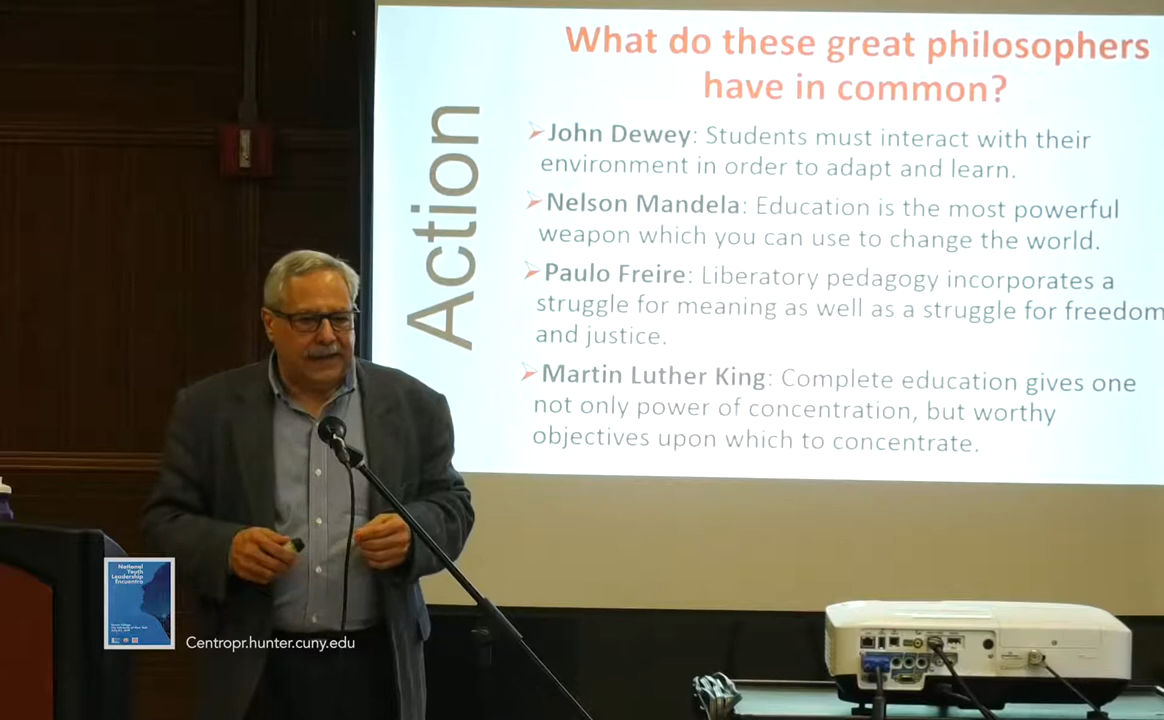 What do these great philosophers
have in common?
Action
➢John Dewey: Students must interact with their
environment in order to adapt and learn.
➢Nelson Mandela: Education is the most powerful
weapon which you can use to change the world.
➢Paulo Freire: Liberatory pedagogy incorporates a
struggle for meaning as well as a struggle for freedom
and justice.
➢Martin Luther King: Complete education gives one
not only power of concentration, but worthy
objectives upon which to concentrate.
National
Youth
Leadership
Encuentro
Centropr.hunter.cuny.edu